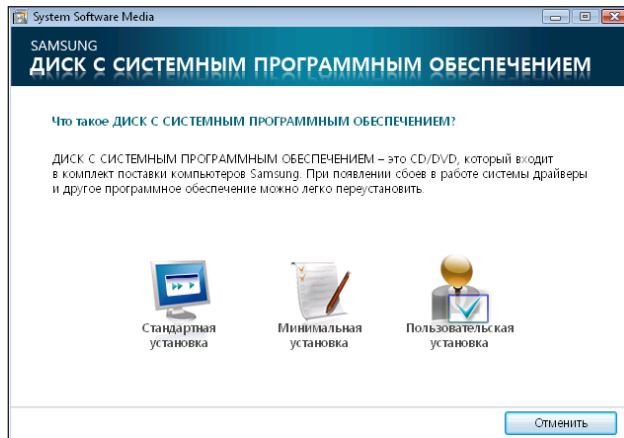 System Software Media
SAMSUNG
ДИСК С СИСТЕМНЫМ ПРОГРАММНЫМ ОБЕСПЕЧЕНИЕМ
Что такое ДИСК С СИСТЕМНЫМ ПРОГРАММНЫМ ОБЕСПЕЧЕНИЕМ?
ДИСК С СИСТЕМНЫМ ПРОГРАММНЫМ ОБЕСПЕЧЕНИЕМ – это CD/DVD, который входит
в комплект поставки компьютеров Samsung. При появлении сбоев в работе системы драйверы
и другое программное обеспечение можно легко переустановить.
Стандартная
установка
Минимальная
установка
Пользовательская
установка
Отменить